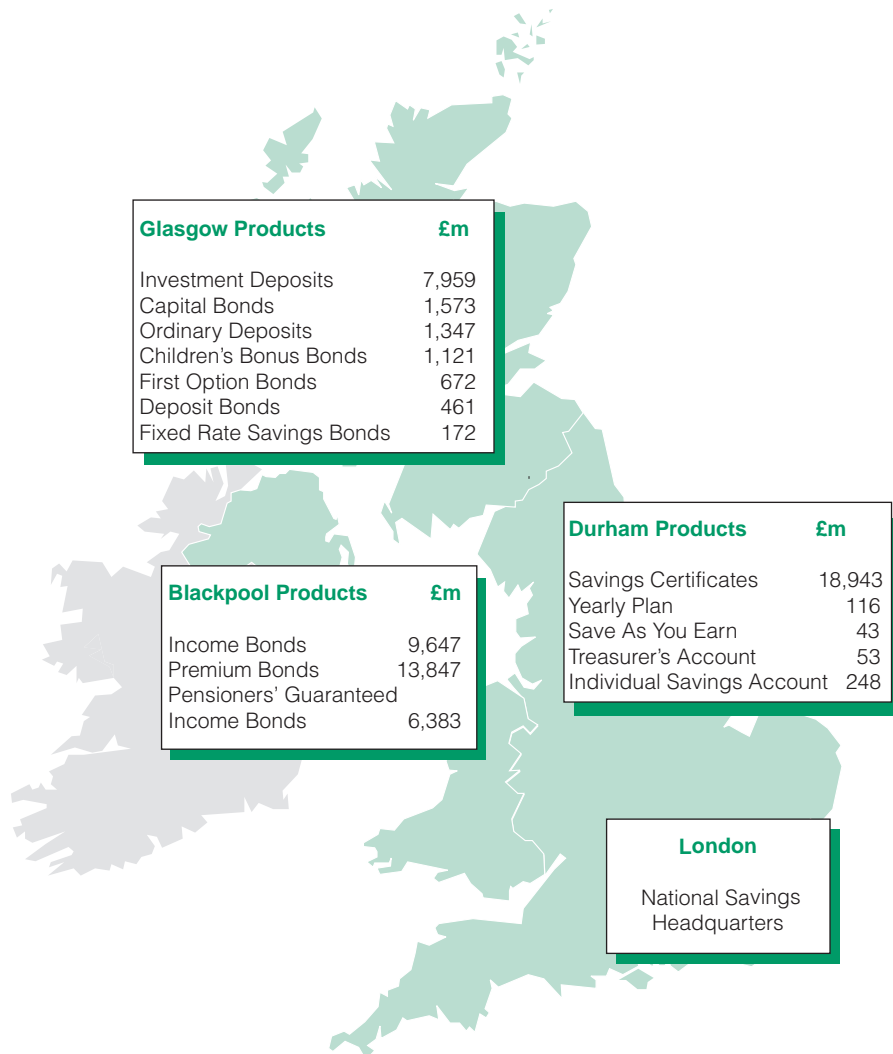 Glasgow Products £m
Investment Deposits 7,959
Capital Bonds 1,573
Ordinary Deposits 1,347
Children's Bonus Bonds 1,121
First Option Bonds 672
Deposit Bonds 461
Fixed Rate Savings Bonds 172
Durham Products £m
Savings Certificates 18,943
Yearly Plan 116
Save As You Earn 43
Treasurer's Account 53
Individual Savings Account 248
Blackpool Products £m
Income Bonds 9,647
Premium Bonds 13,847
Pensioners' Guaranteed
Income Bonds 6,383
London
National Savings
Headquarters